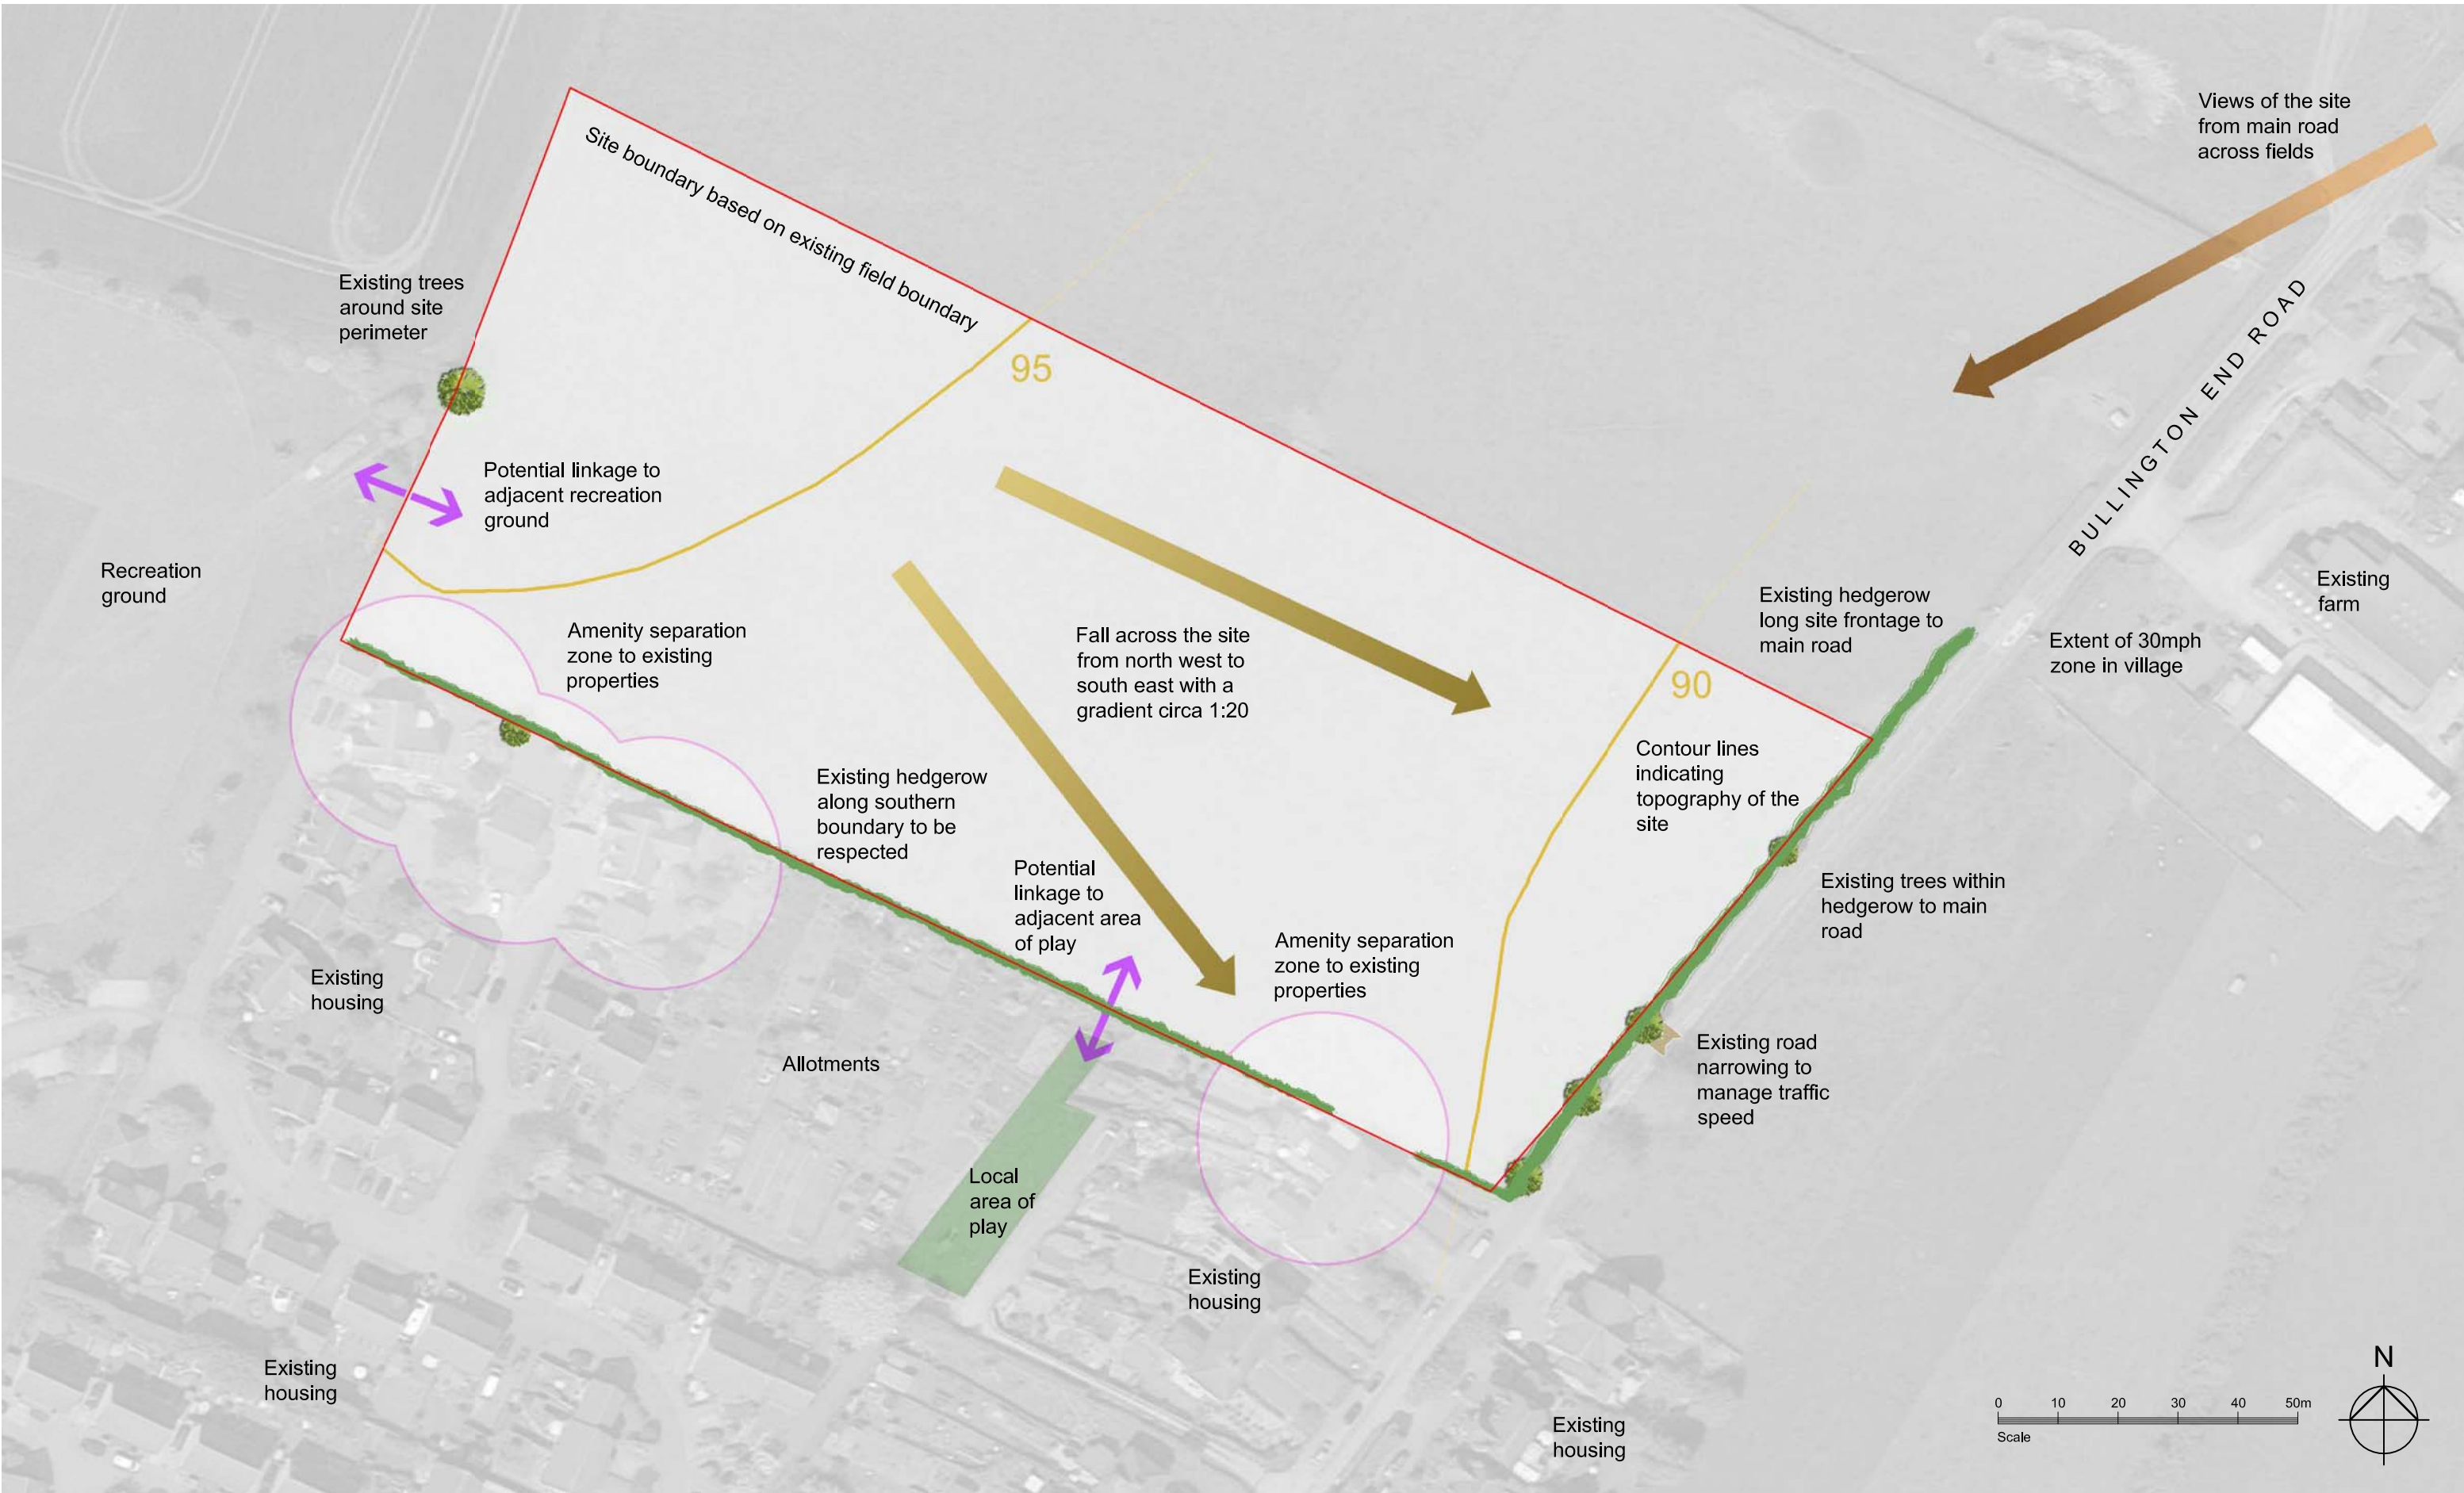 Views of the site
from main road
across fields
Site boundary based on existing field boundary
Existing trees
around site
perimeter
95
BULLINGTON END ROAD
Potential linkage to
adjacent recreation
ground
Recreation
ground
Existing
farm
Existing hedgerow
long site frontage to
main road
Extent of 30mph
zone in village
Amenity separation
zone to existing
properties
Fall across the site
from north west to
south east with a
gradient circa 1:20
90
Contour lines
indicating
topography of the
site
Existing hedgerow
along southern
boundary to be
respected
Potential
linkage to
adjacent area
of play
Existing trees within
hedgerow to main
road
Amenity separation
zone to existing
properties
Existing
housing
Allotments
Existing road
narrowing to
manage traffic
speed
Local
area of
play
Existing
housing
Existing
housing
Existing
housing
N
0 10 20 30 40 50m
Scale